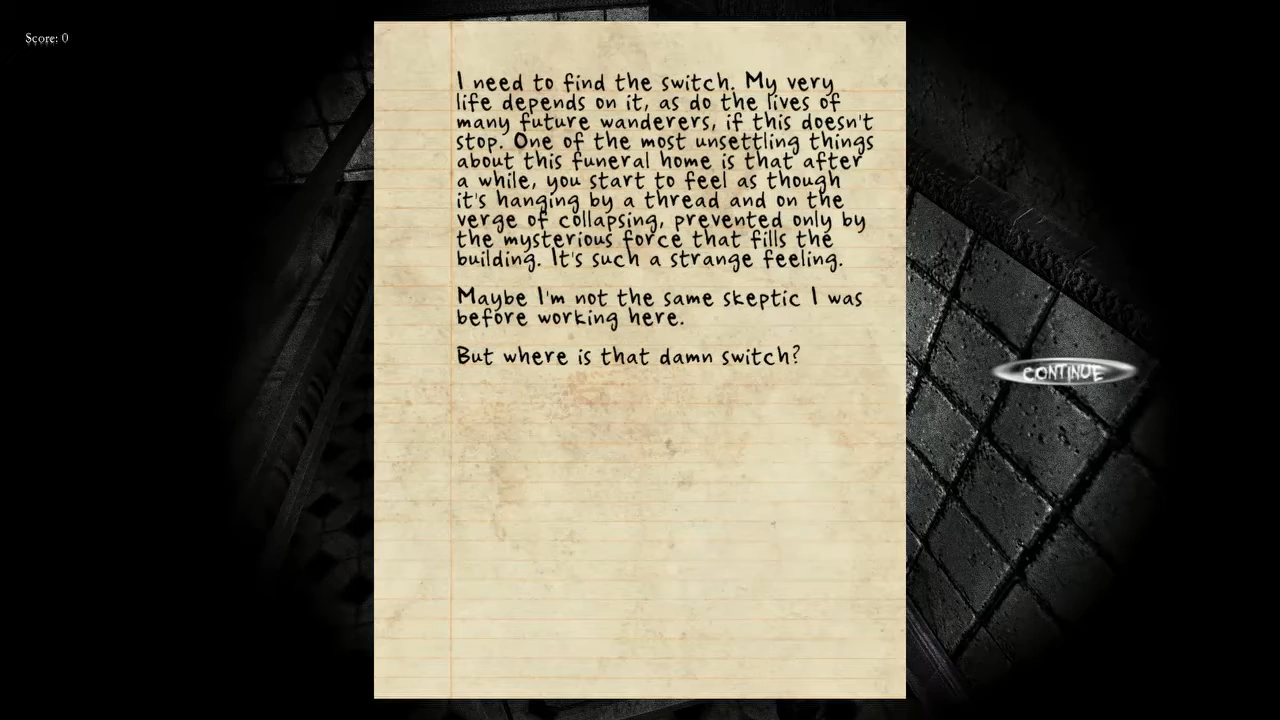 Score: 0
I need to find the switch. My very
life depends on it, as do the lives of
many future wanderers, if this doesn't
stop. One of the most unsettling things
about this funeral home is that after
a while, you start to feel as though
it's hanging by a thread and on the
verge of collapsing, prevented only by
the mysterious force that fills the
building. It's such a strange feeling.
Maybe I'm not the same skeptic I was
before working here.
But where is that damn switch?
CONTINUE